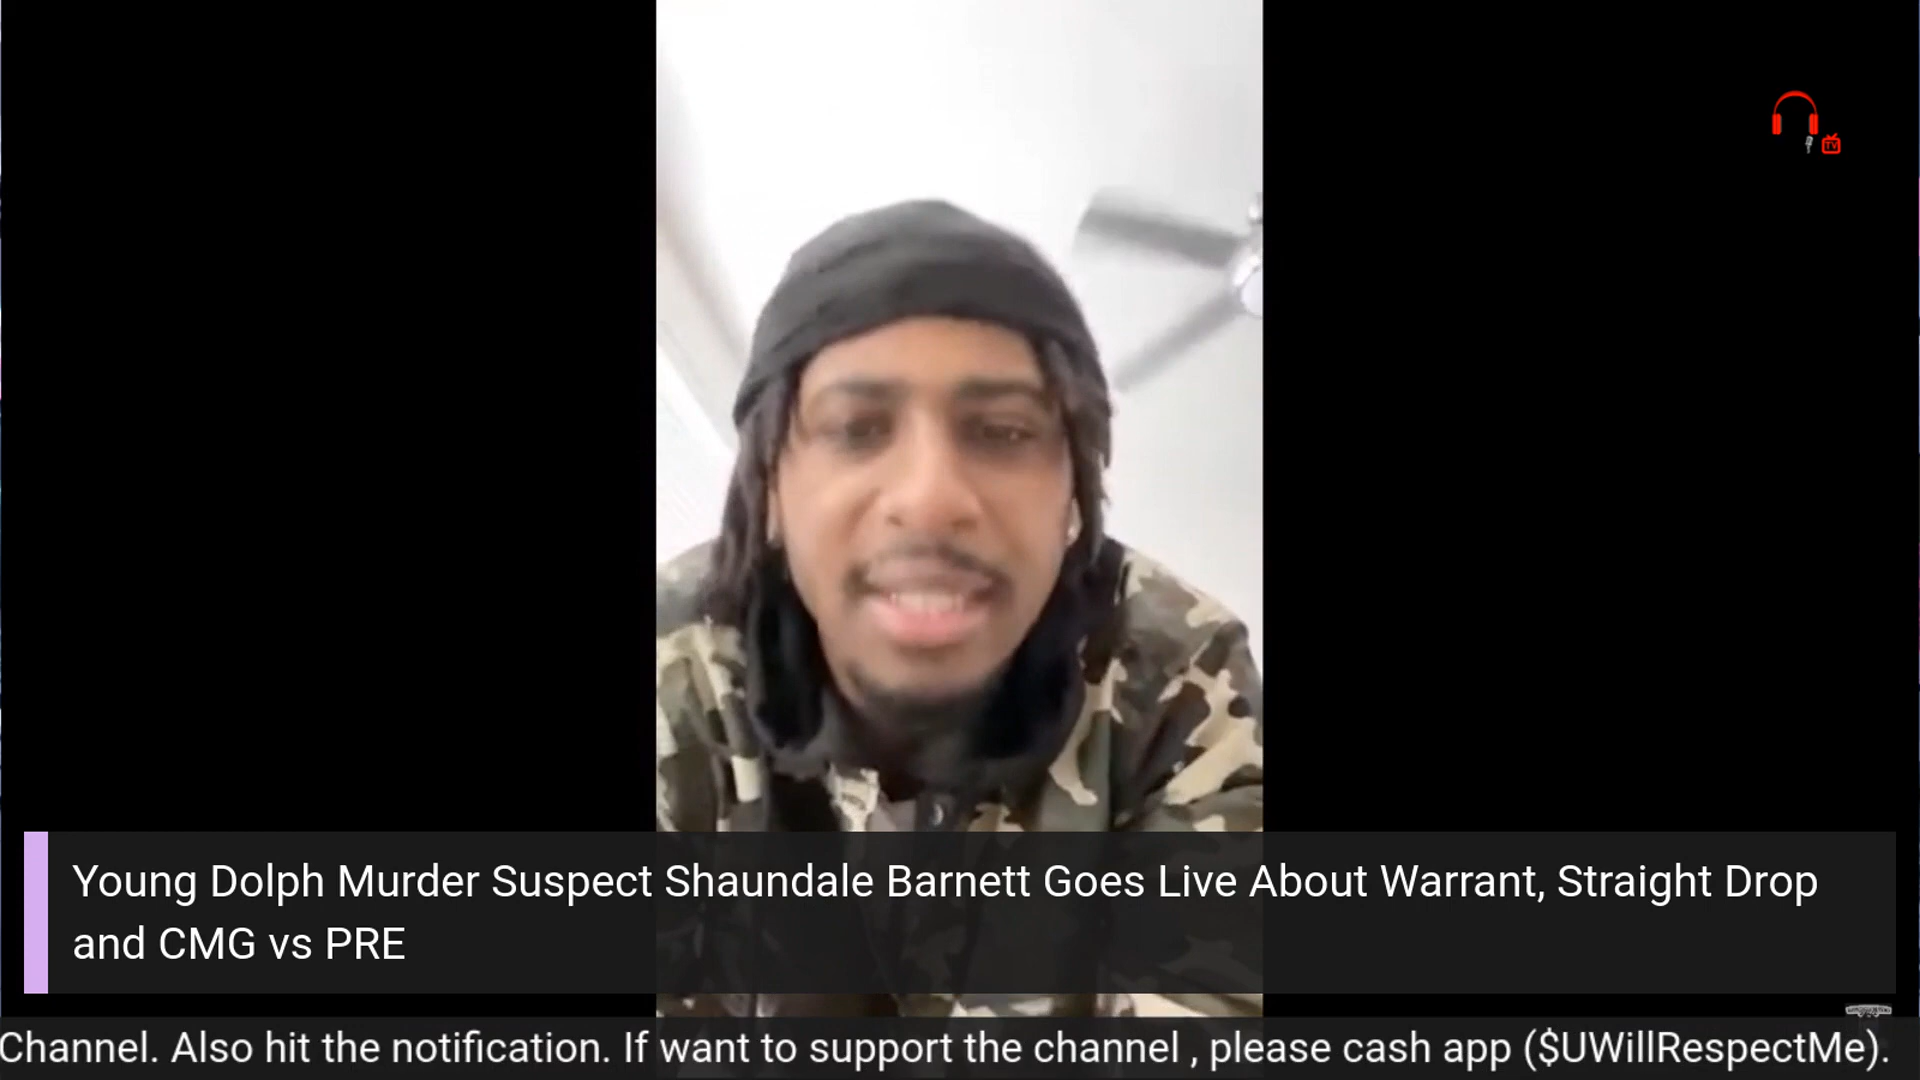 TV
Young Dolph Murder Suspect Shaundale Barnett Goes Live About Warrant, Straight Drop
and CMG vs PRE
Channel. Also hit the notification. If want to support the channel , please cash app ($UWillRespectMe).